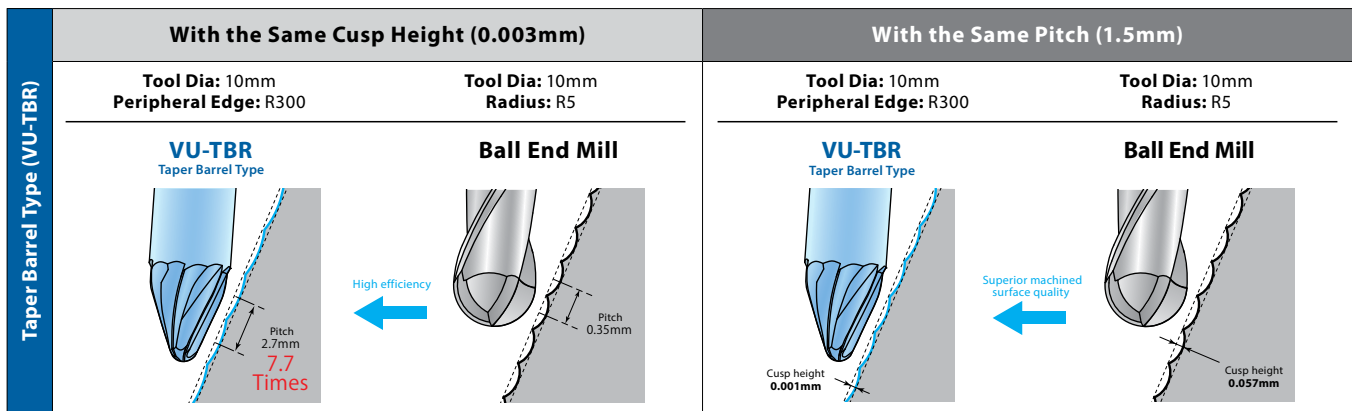 Taper Barrel Type (VU-TBR)
With the Same Cusp Height (0.003mm)
Tool Dia: 10mm
Peripheral Edge: R300
Tool Dia: 10mm
Radius: R5
VU-TBR
Taper Barrel Type
Ball End Mill
High efficiency
Pitch
2.7mm
7.7
Times
Pitch
0.35mm
With the Same Pitch (1.5mm)
Tool Dia: 10mm
Peripheral Edge: R300
Tool Dia: 10mm
Radius: R5
VU-TBR
Taper Barrel Type
Ball End Mill
Superior machined
surface quality
Cusp height
0.001mm
Cusp height
0.057mm